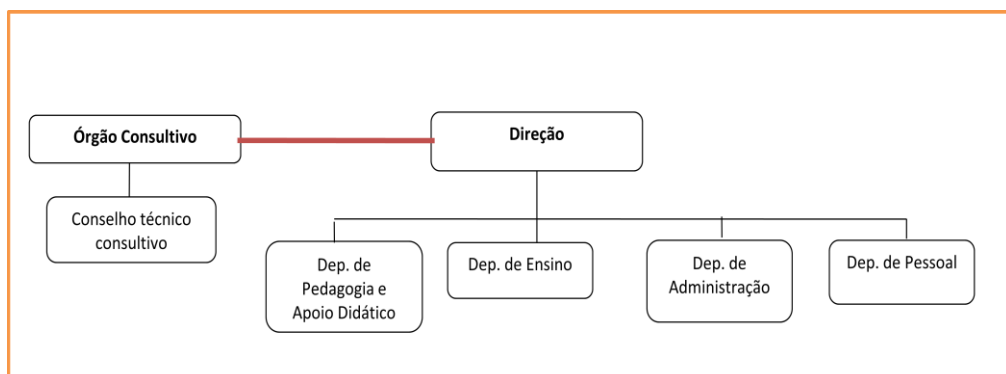 Órgão Consultivo
Direção
Conselho técnico
consultivo
Dep. de
Pedagogia e
Apoio Didático
Dep. de Ensino
Dep. de
Administração
Dep. de Pessoal